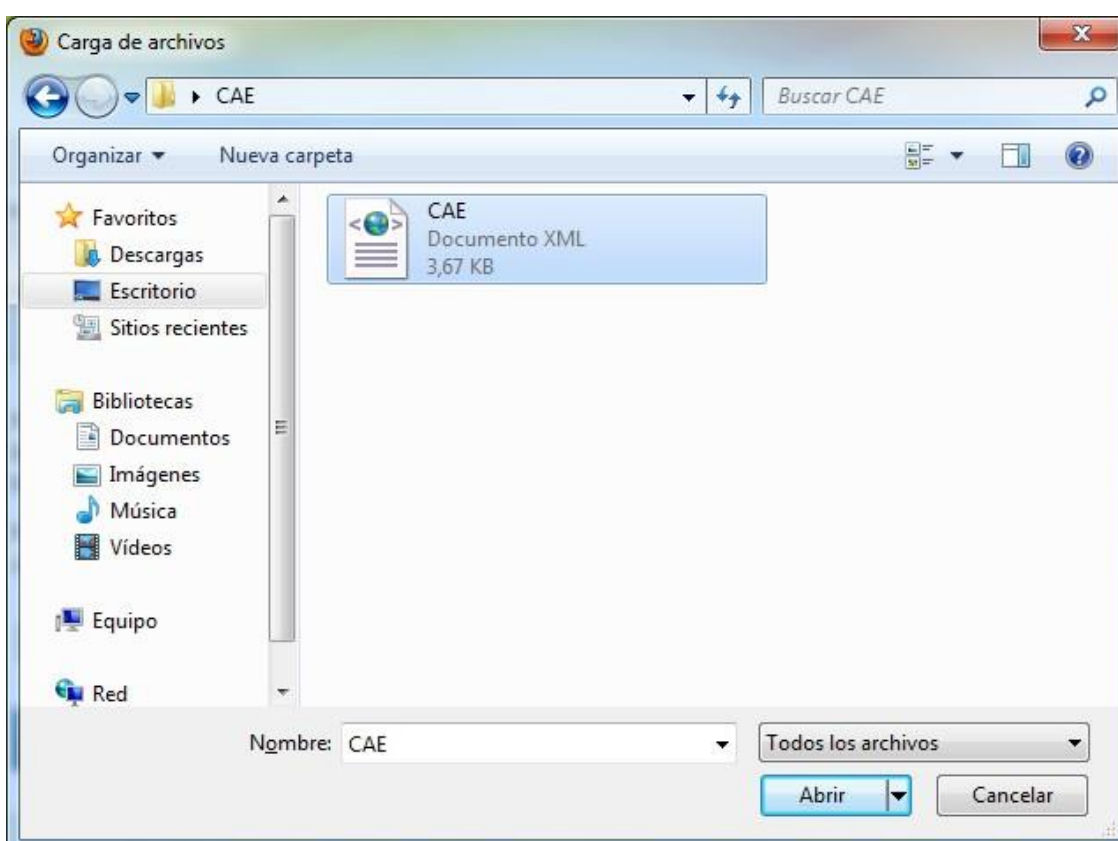 Carga de archivos
CAE
Buscar CAE
Organizar
Nueva carpeta
Favoritos
Descargas
Escritorio
Sitios recientes
Bibliotecas
Documentos
Imágenes
Música
Vídeos
Equipo
Red
CAE
Documento XML
3,67 KB
Nombre: CAE
Todos los archivos
Abrir
Cancelar